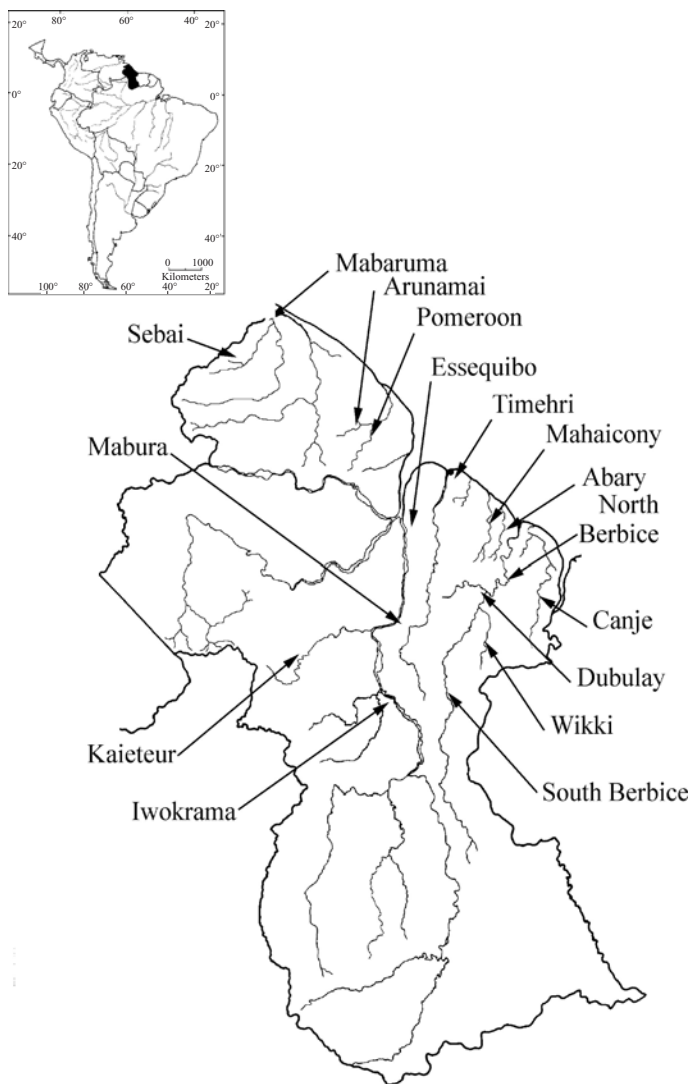 20°
80°
60°
40°
20°
0°
0°
20°
20°
40°
40°
0 1000
Kilometers
100°
80°
60°
40°
20°
Mabaruma
Arunamai
Sebai
Pomeroon
Essequibo
Timehri
Mabura
Mahaicony
Abary
North
Berbice
Canje
Dubulay
Wikki
Kaieteur
South Berbice
Iwokrama